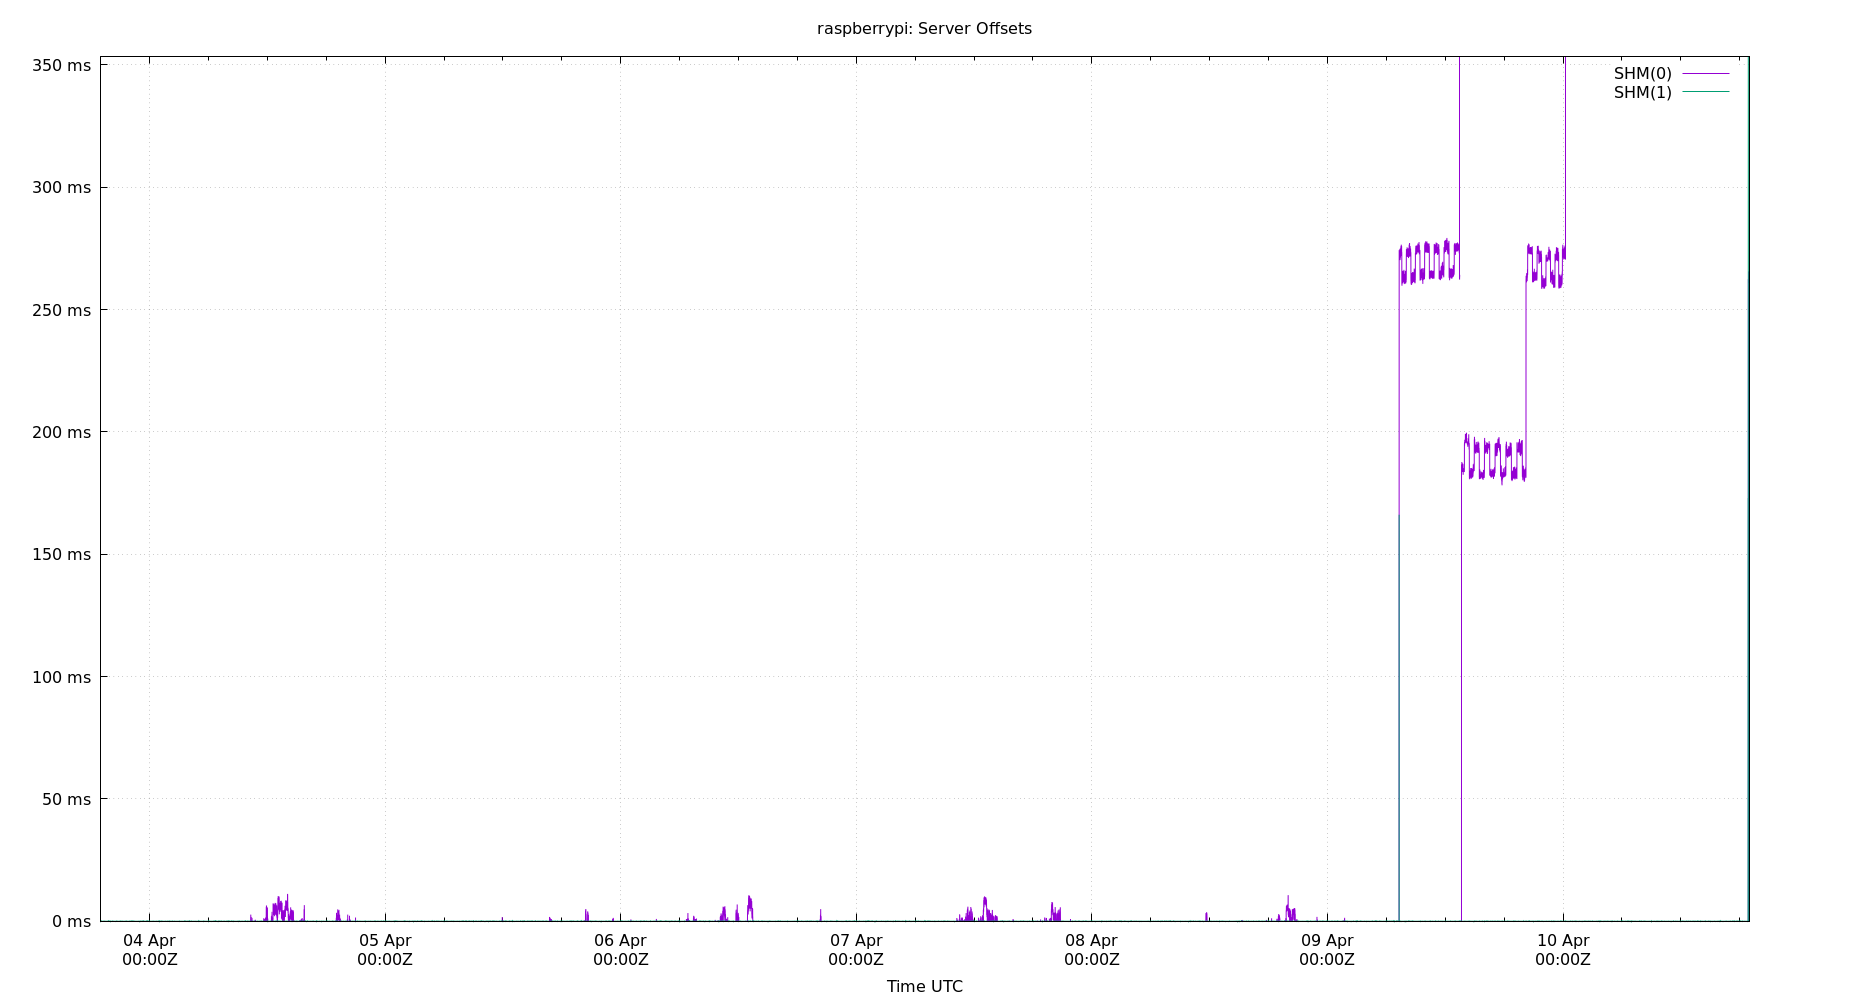 raspberrypi: Server Offsets
350 ms
300 ms
250 ms
200 ms
150 ms
100 ms
50 ms
0 ms
SHM(0)
SHM(1)
04 Apr 05 Apr 06 Apr 07 Apr 08 Apr 09 Apr 10 Apr
00:00Z 00:00Z 00:00Z 00:00Z 00:00Z 00:00Z 00:00Z
Time UTC